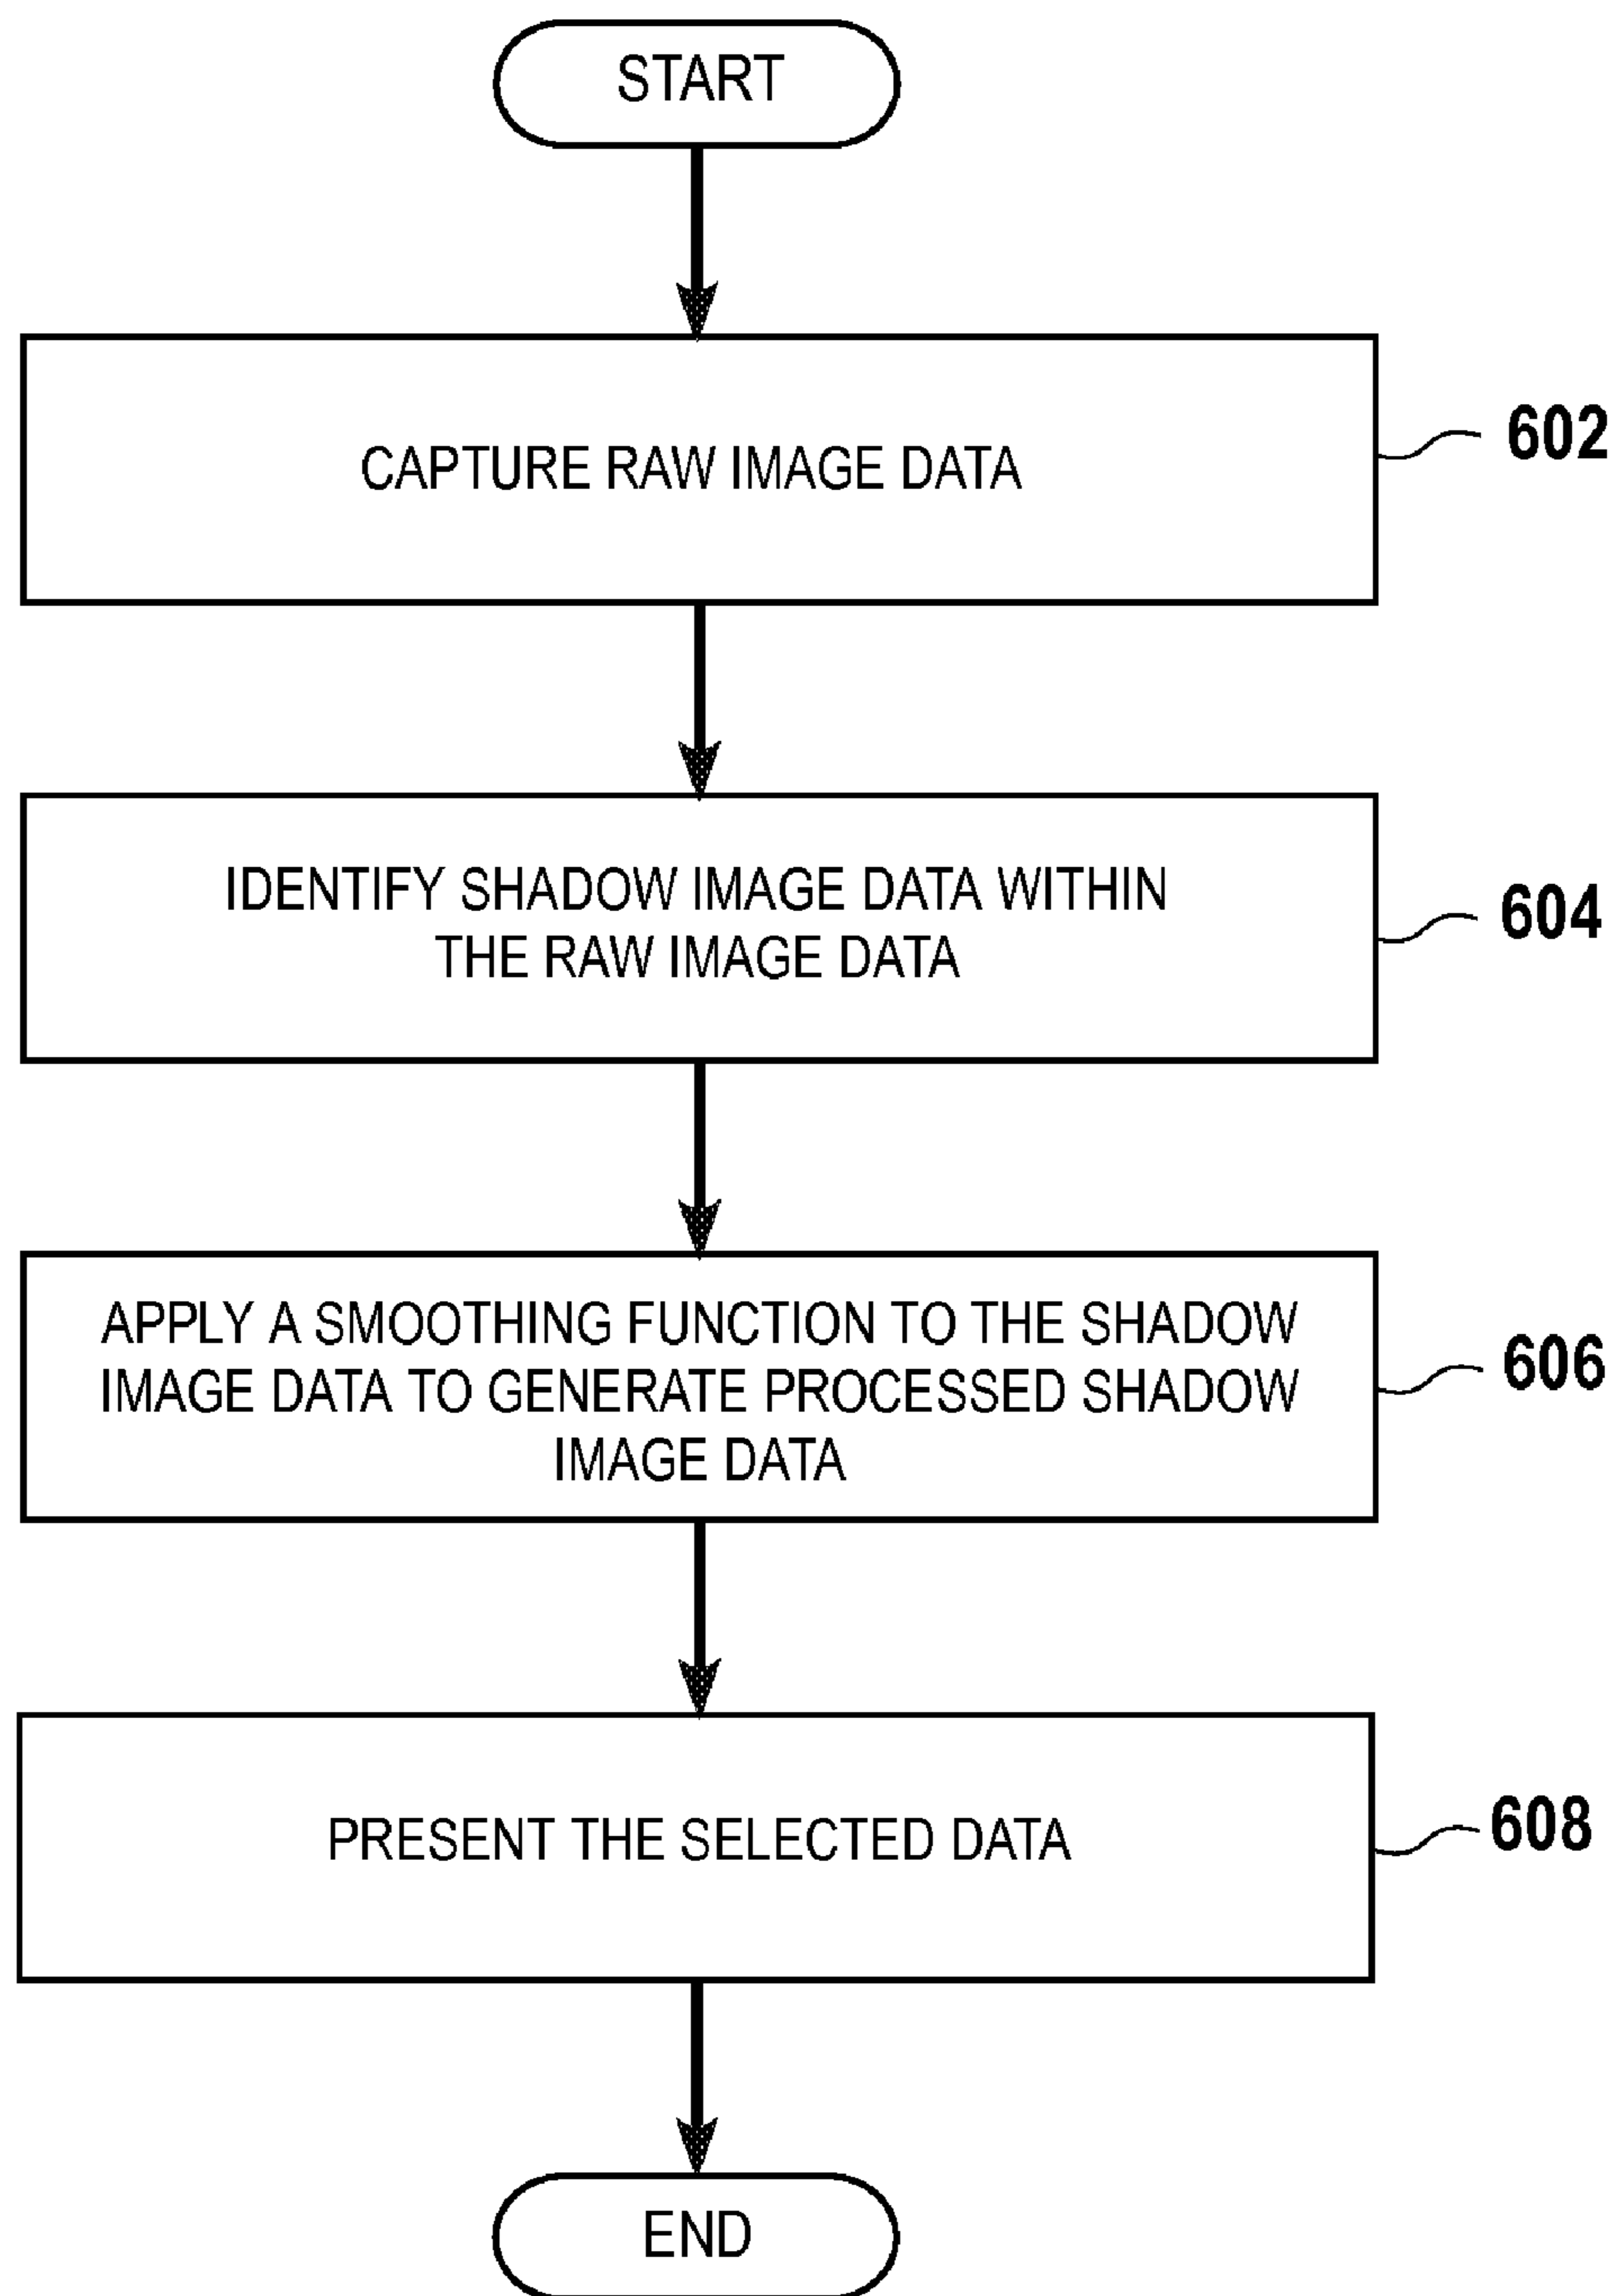 START
CAPTURE RAW IMAGE DATA
602
IDENTIFY SHADOW IMAGE DATA WITHIN
THE RAW IMAGE DATA
604
APPLY A SMOOTHING FUNCTION TO THE SHADOW
IMAGE DATA TO GENERATE PROCESSED SHADOW
IMAGE DATA
606
PRESENT THE SELECTED DATA
608
END